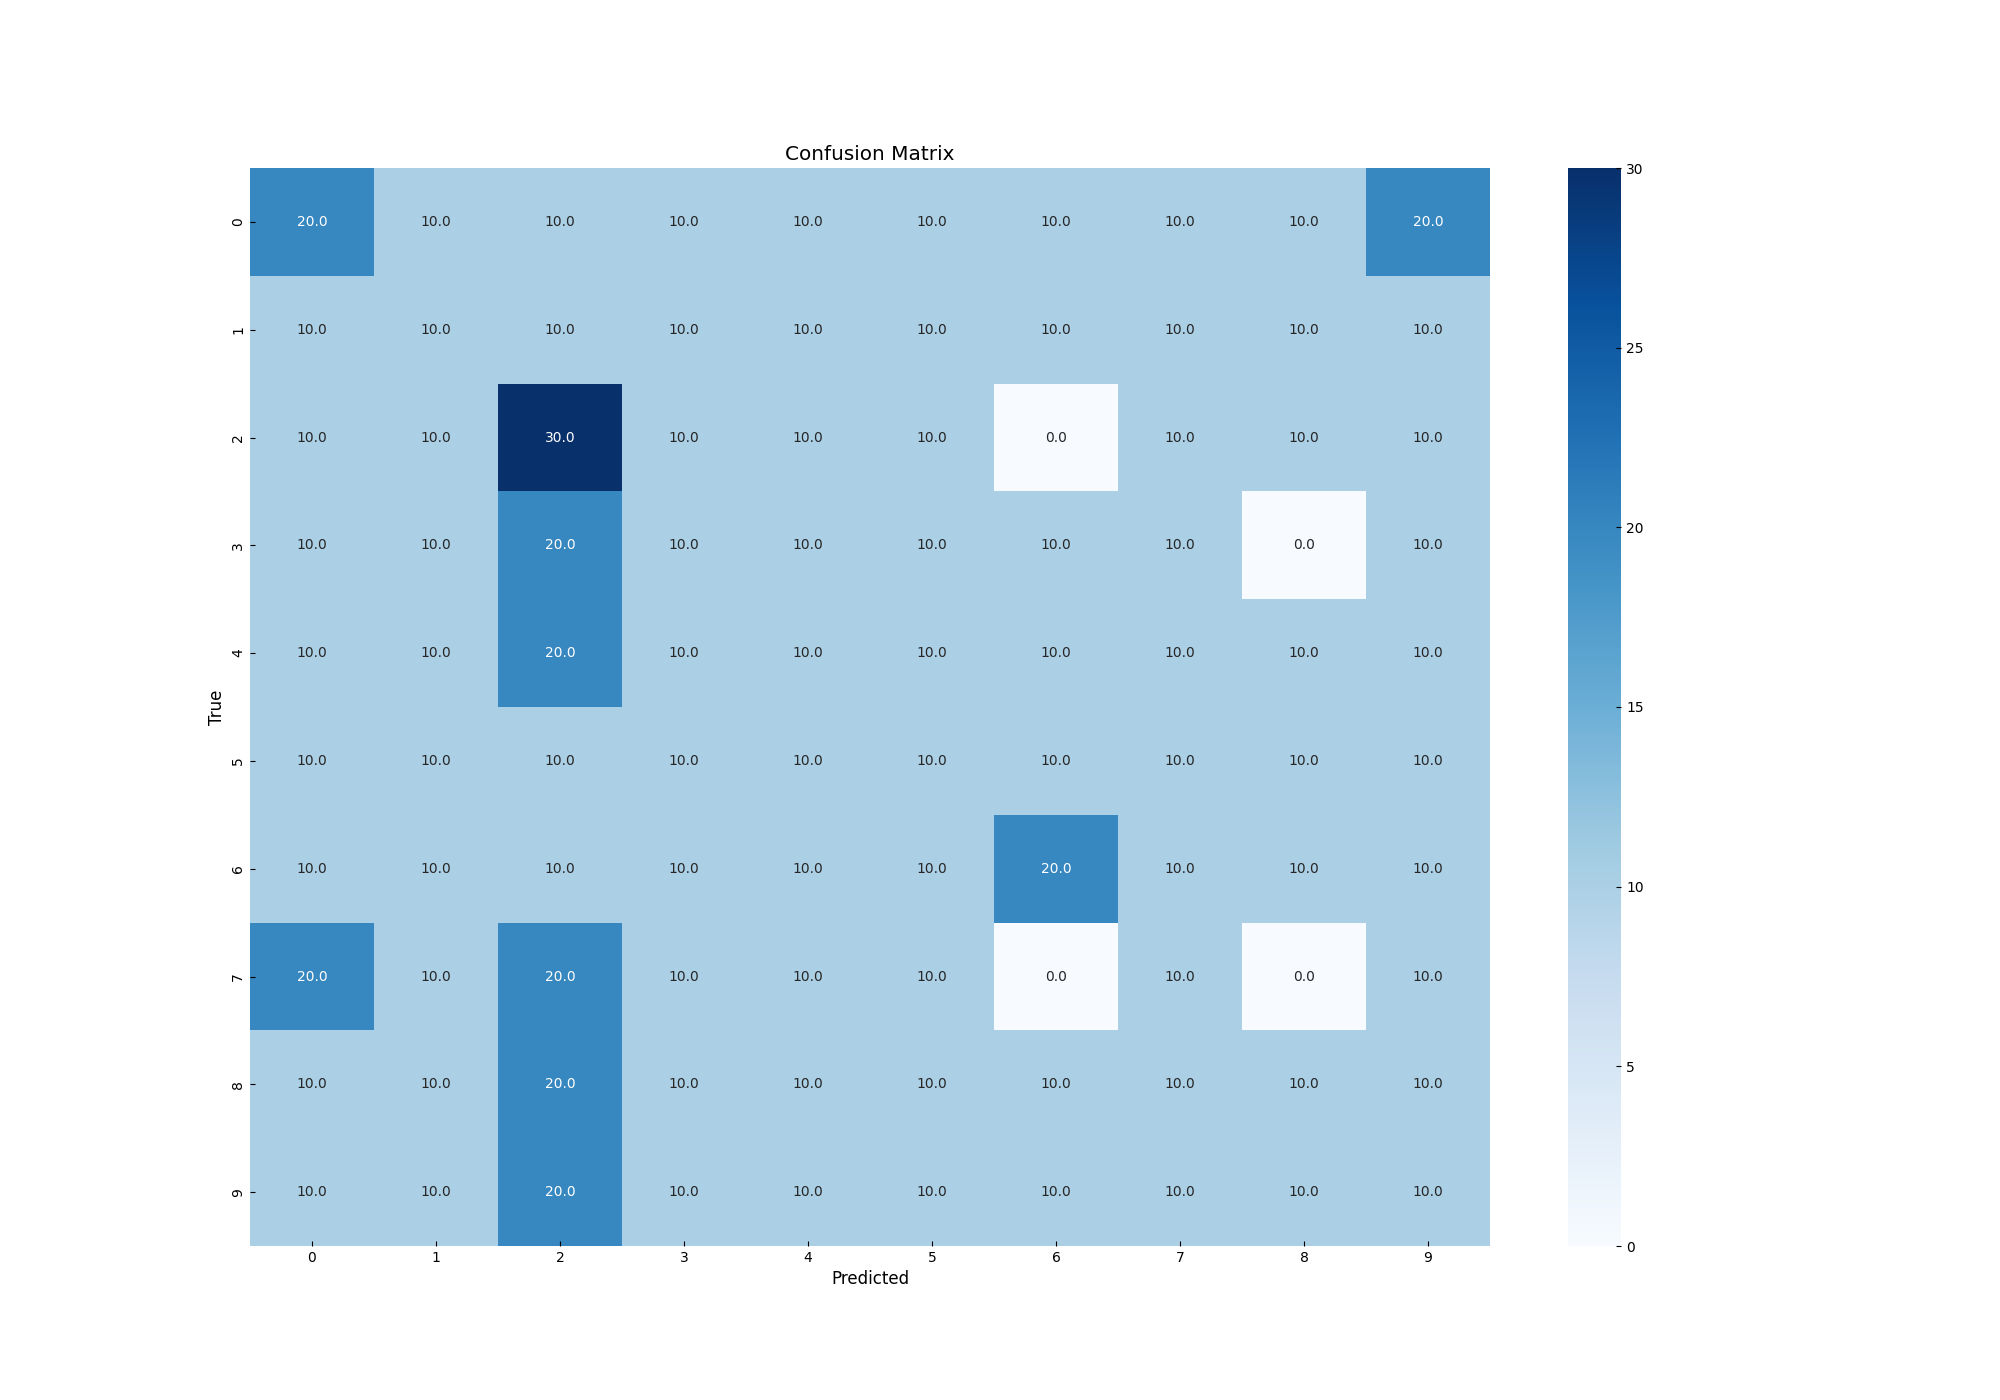 Confusion Matrix
0 20.0 10.0 10.0 10.0 10.0 10.0 10.0 10.0 10.0 20.0
1 10.0 10.0 10.0 10.0 10.0 10.0 10.0 10.0 10.0 10.0
2 10.0 10.0 30.0 10.0 10.0 10.0 0.0 10.0 10.0 10.0
3 10.0 10.0 20.0 10.0 10.0 10.0 10.0 10.0 0.0 10.0
4 10.0 10.0 20.0 10.0 10.0 10.0 10.0 10.0 10.0 10.0
5 10.0 10.0 10.0 10.0 10.0 10.0 10.0 10.0 10.0 10.0
6 10.0 10.0 10.0 10.0 10.0 10.0 20.0 10.0 10.0 10.0
7 20.0 10.0 20.0 10.0 10.0 10.0 0.0 10.0 0.0 10.0
8 10.0 10.0 20.0 10.0 10.0 10.0 10.0 10.0 10.0 10.0
9 10.0 10.0 20.0 10.0 10.0 10.0 10.0 10.0 10.0 10.0
0 1 2 3 4 5 6 7 8 9
Predicted
True
30
25
20
15
10
5
0